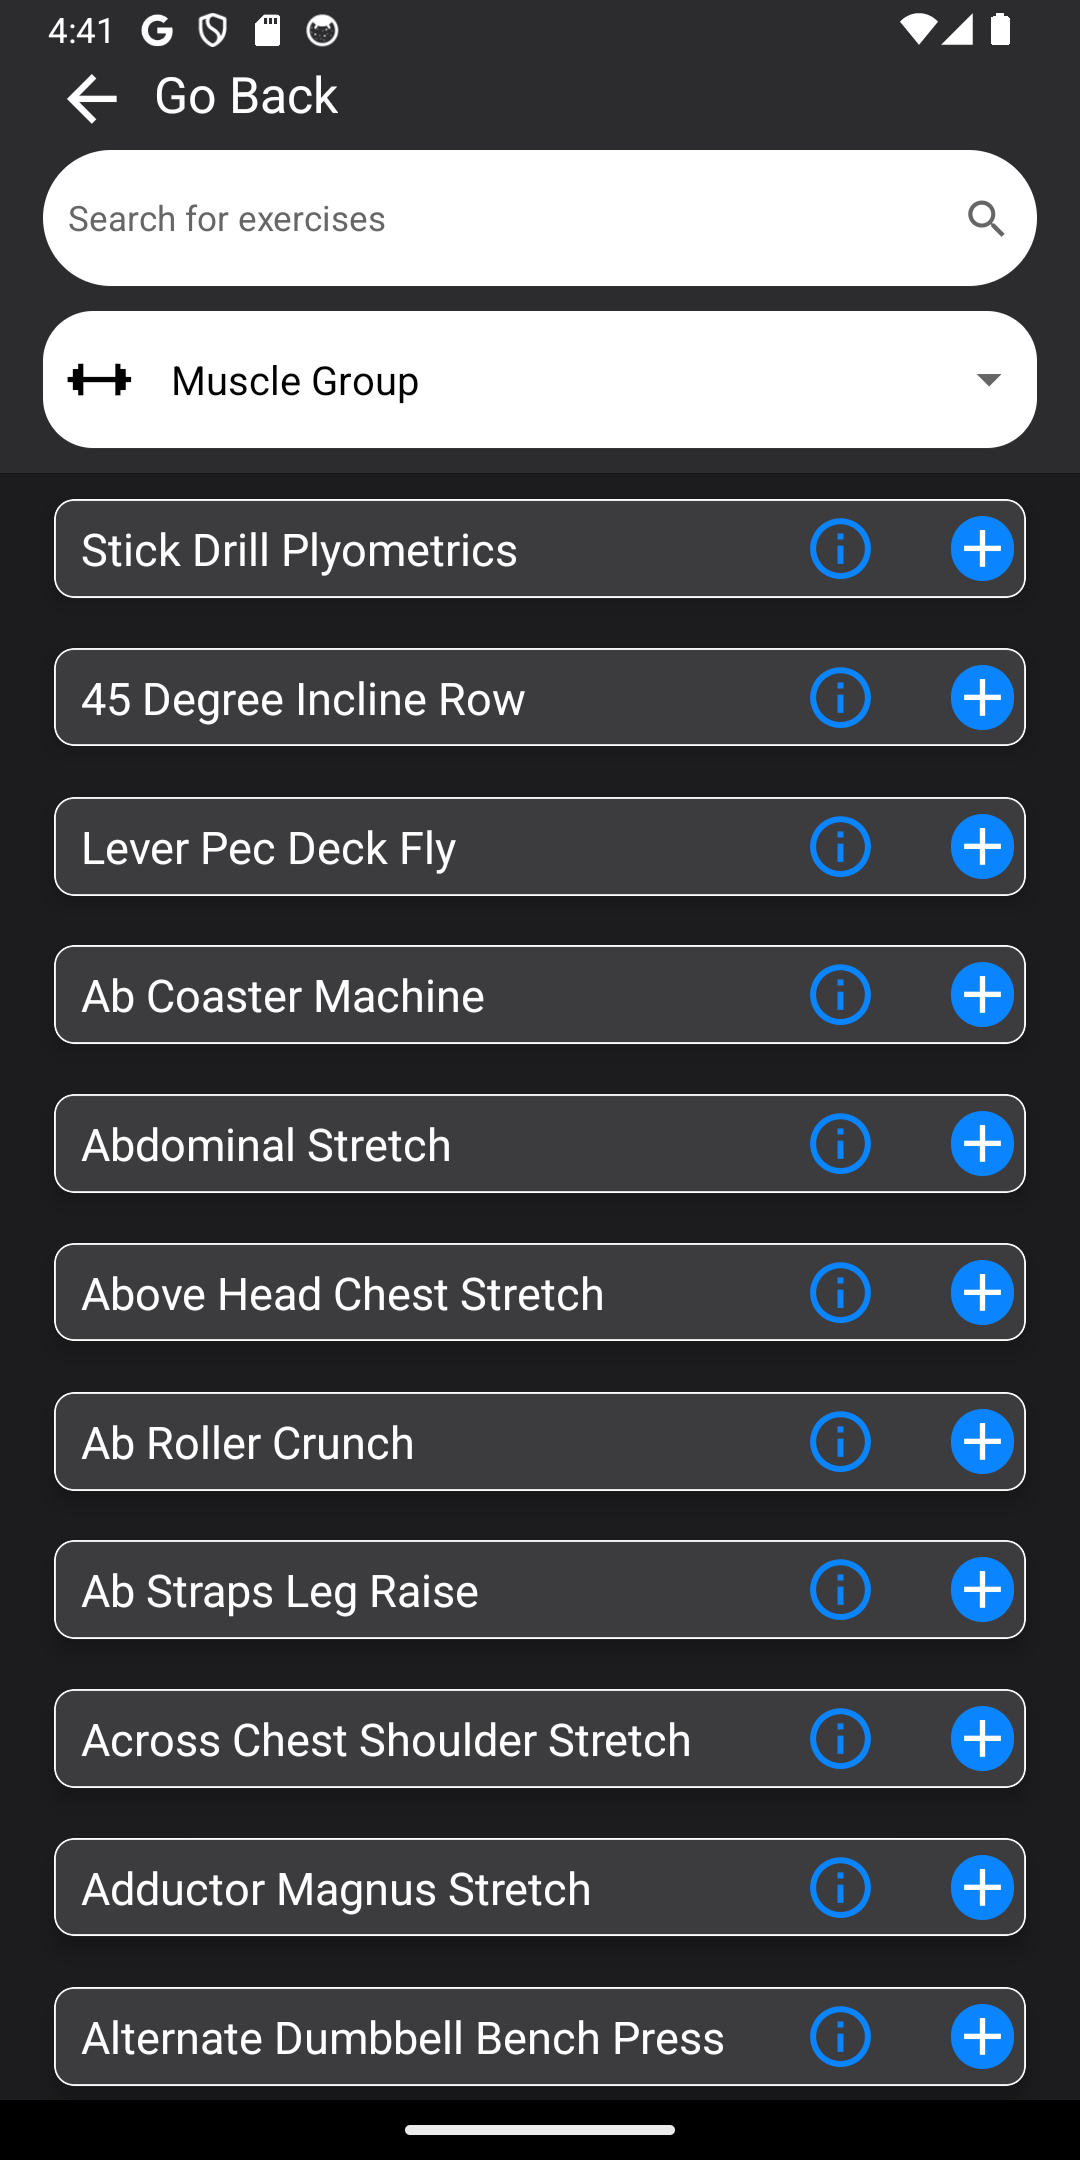 4:41
Go Back
Search for exercises
Muscle Group
Stick Drill Plyometrics
45 Degree Incline Row
Lever Pec Deck Fly
Ab Coaster Machine
Abdominal Stretch
Above Head Chest Stretch
Ab Roller Crunch
Ab Straps Leg Raise
Across Chest Shoulder Stretch
Adductor Magnus Stretch
Alternate Dumbbell Bench Press